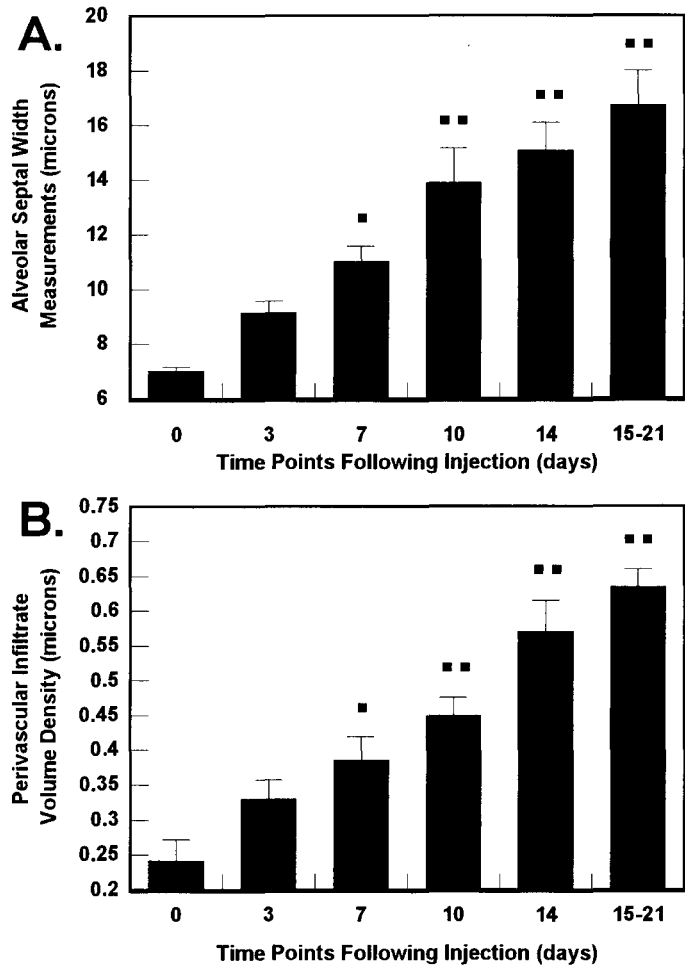 A.
Alveolar Septal Width
Measurements (microns)
20
18
16
14
12
10
8
6
0 3 7 10 14 15-21
Time Points Following Injection (days)
B.
Perivascular Infiltrate
Volume Density (microns)
0.75
0.7
0.65
0.6
0.55
0.5
0.45
0.4
0.35
0.3
0.25
0.2
0 3 7 10 14 15-21
Time Points Following Injection (days)